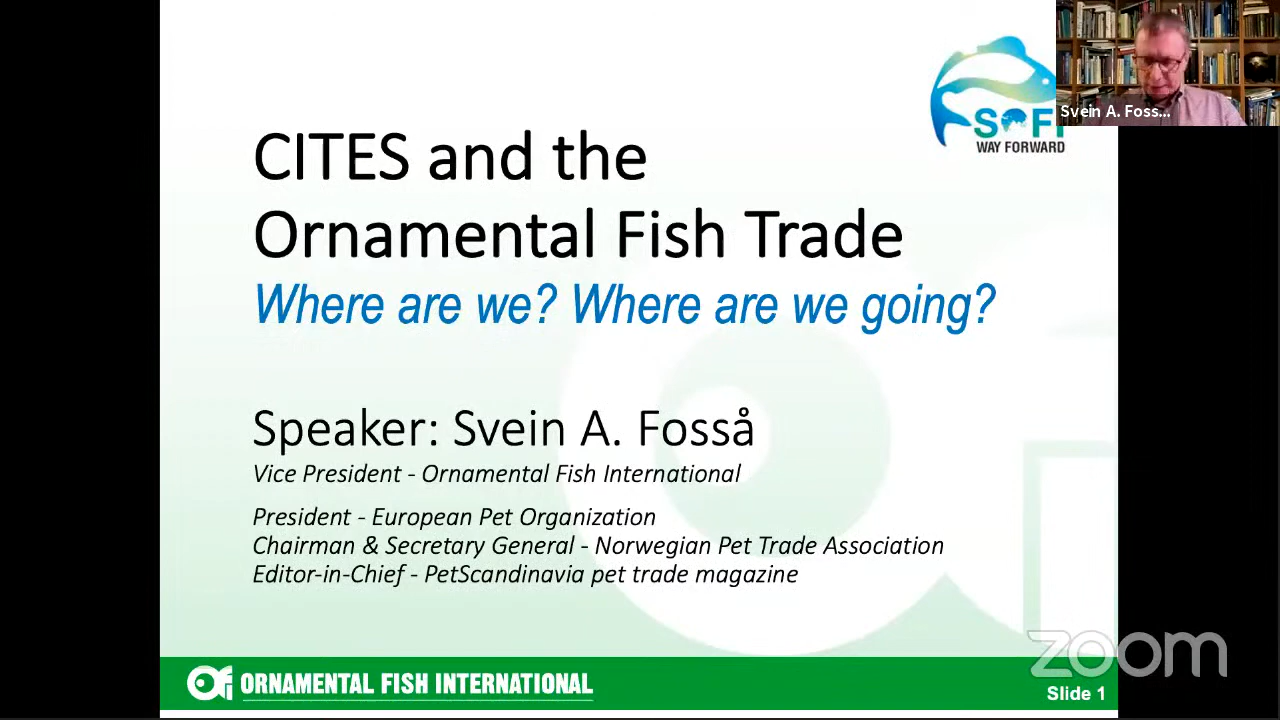 CITES and the
Ornamental Fish Trade
Where are we? Where are we going?
Speaker: Svein A. Fosså
Vice President - Ornamental Fish International
President - European Pet Organization
Chairman & Secretary General - Norwegian Pet Trade Association
Editor-in-Chief - PetScandinavia pet trade magazine
SOFI
WAY FORWARD
Svein A. Foss...
ORNAMENTAL FISH INTERNATIONAL
zoom
Slide 1